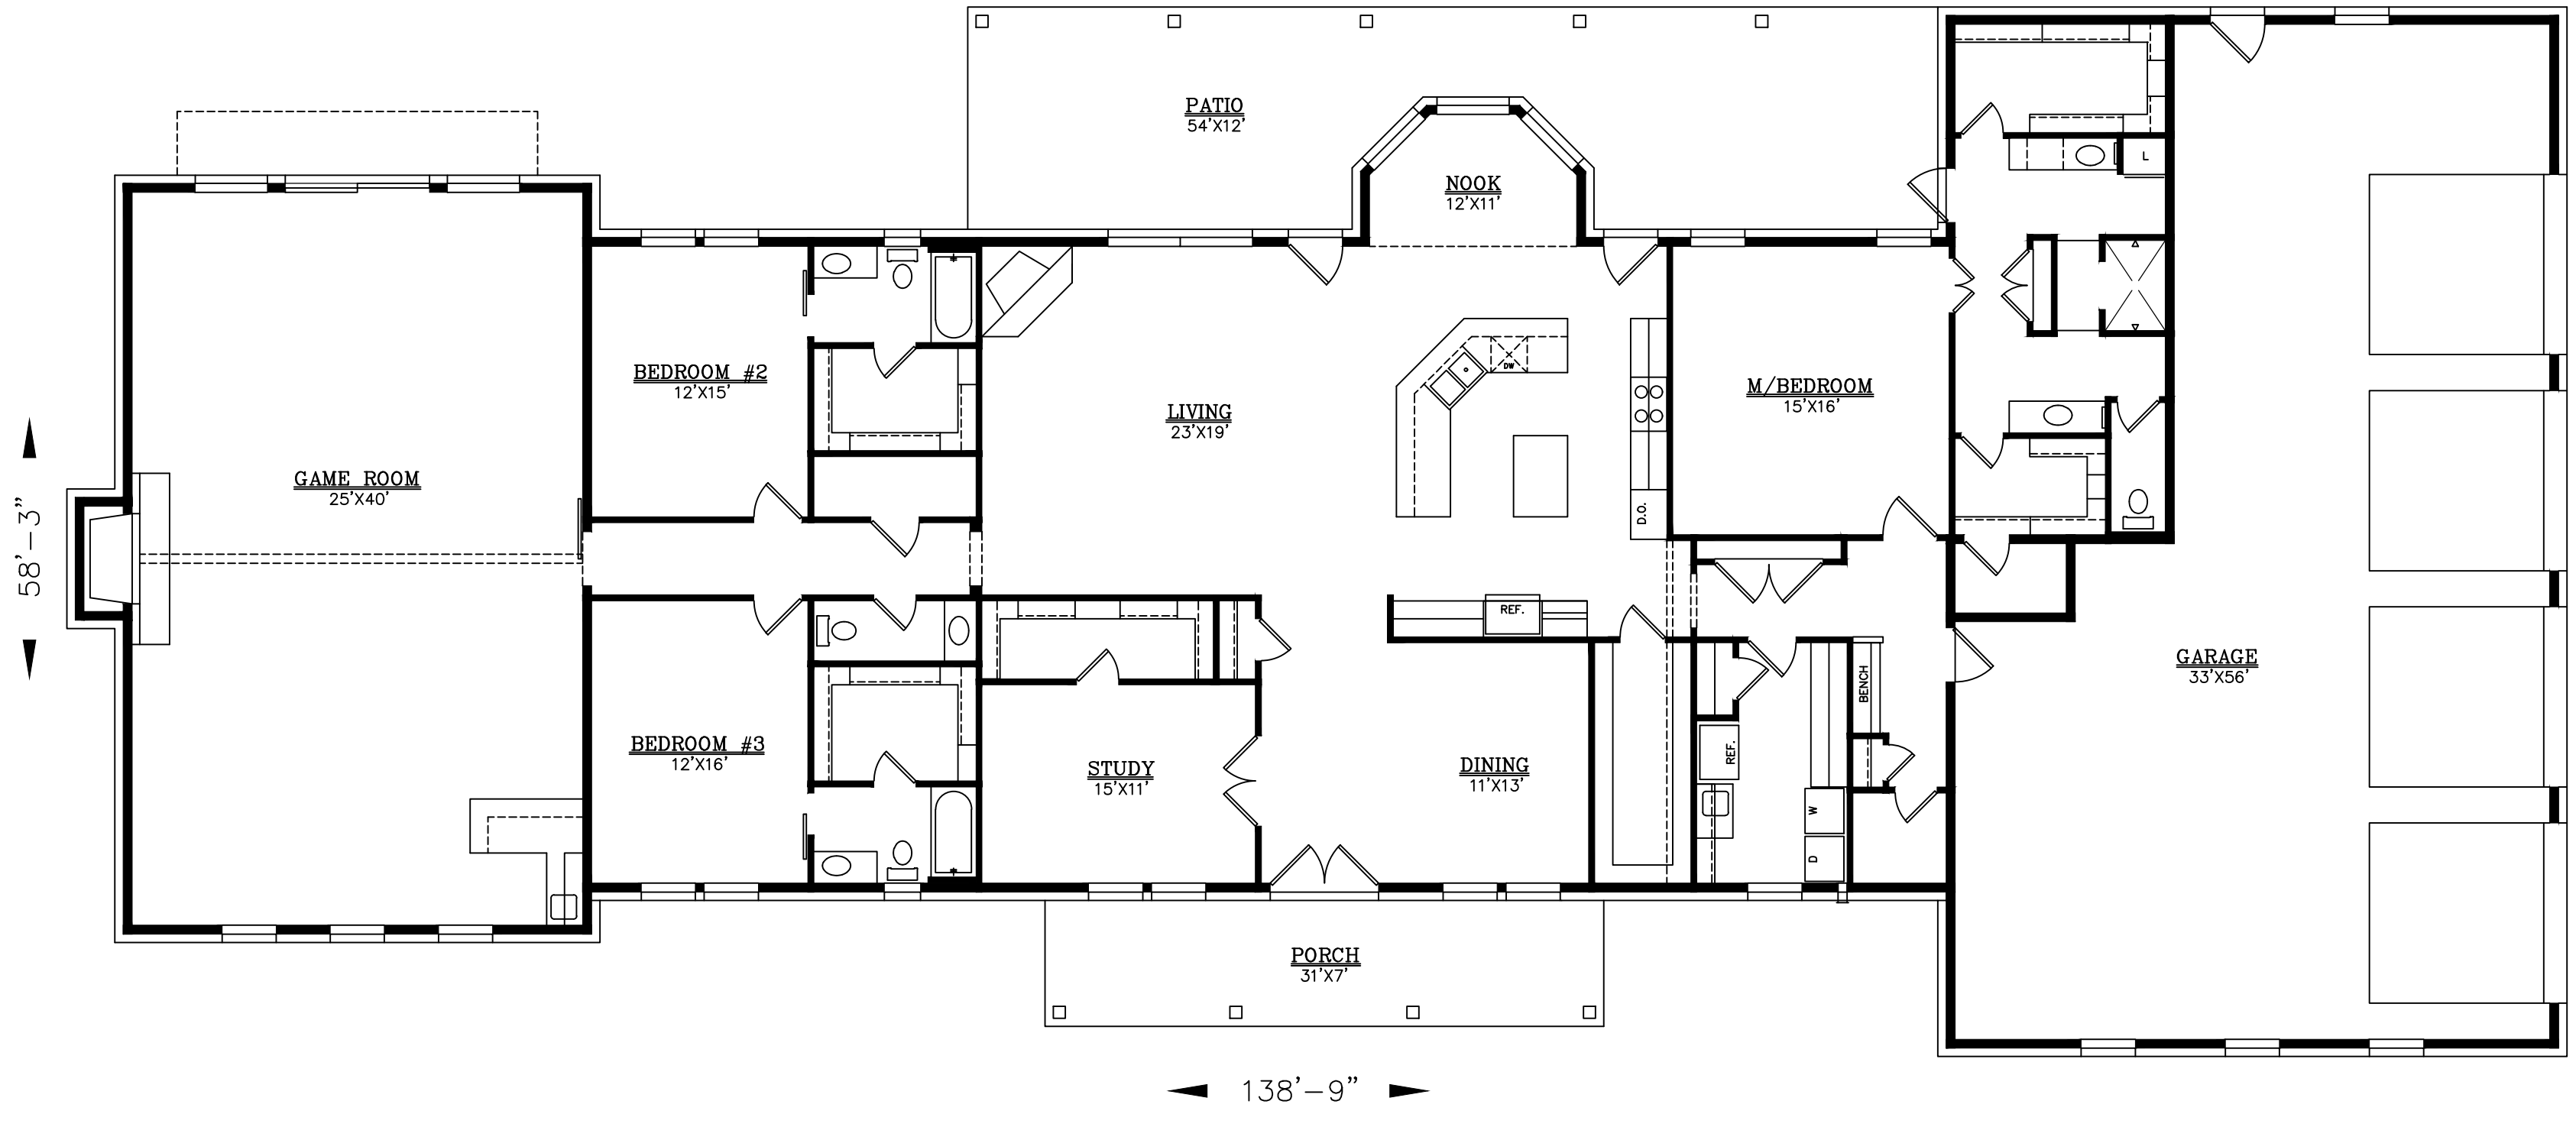 PATIO
54'X12'
NOOK
12'X11'
L
BEDROOM #2
12'X15'
DW
LIVING
23'X19'
M/BEDROOM
15'X16'
GAME ROOM
25'X40'
D.O.
58'-3"
REF.
GARAGE
33'X56'
BENCH
BEDROOM #3
12'X16'
STUDY
15'X11'
DINING
11'X13'
REF.
W
D
PORCH
31'X7'
138'-9"